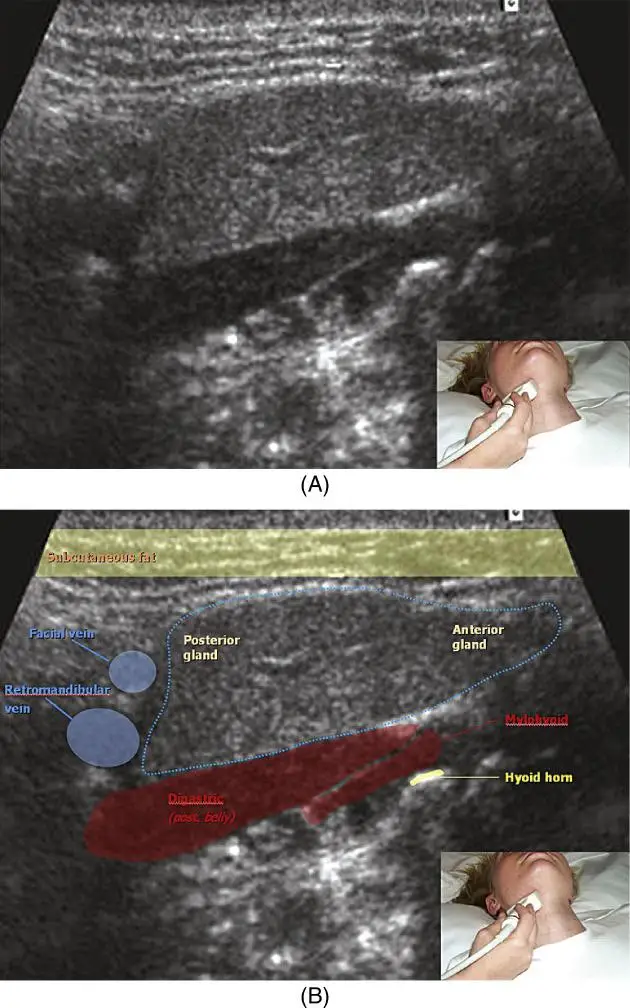 (A)
Subcutaneous fat
Facial vein
Posterior
gland
Anterior
gland
Retromandibular
vein
Mylohyoid
Hyoid horn
Digastric
(post. belly)
(B)